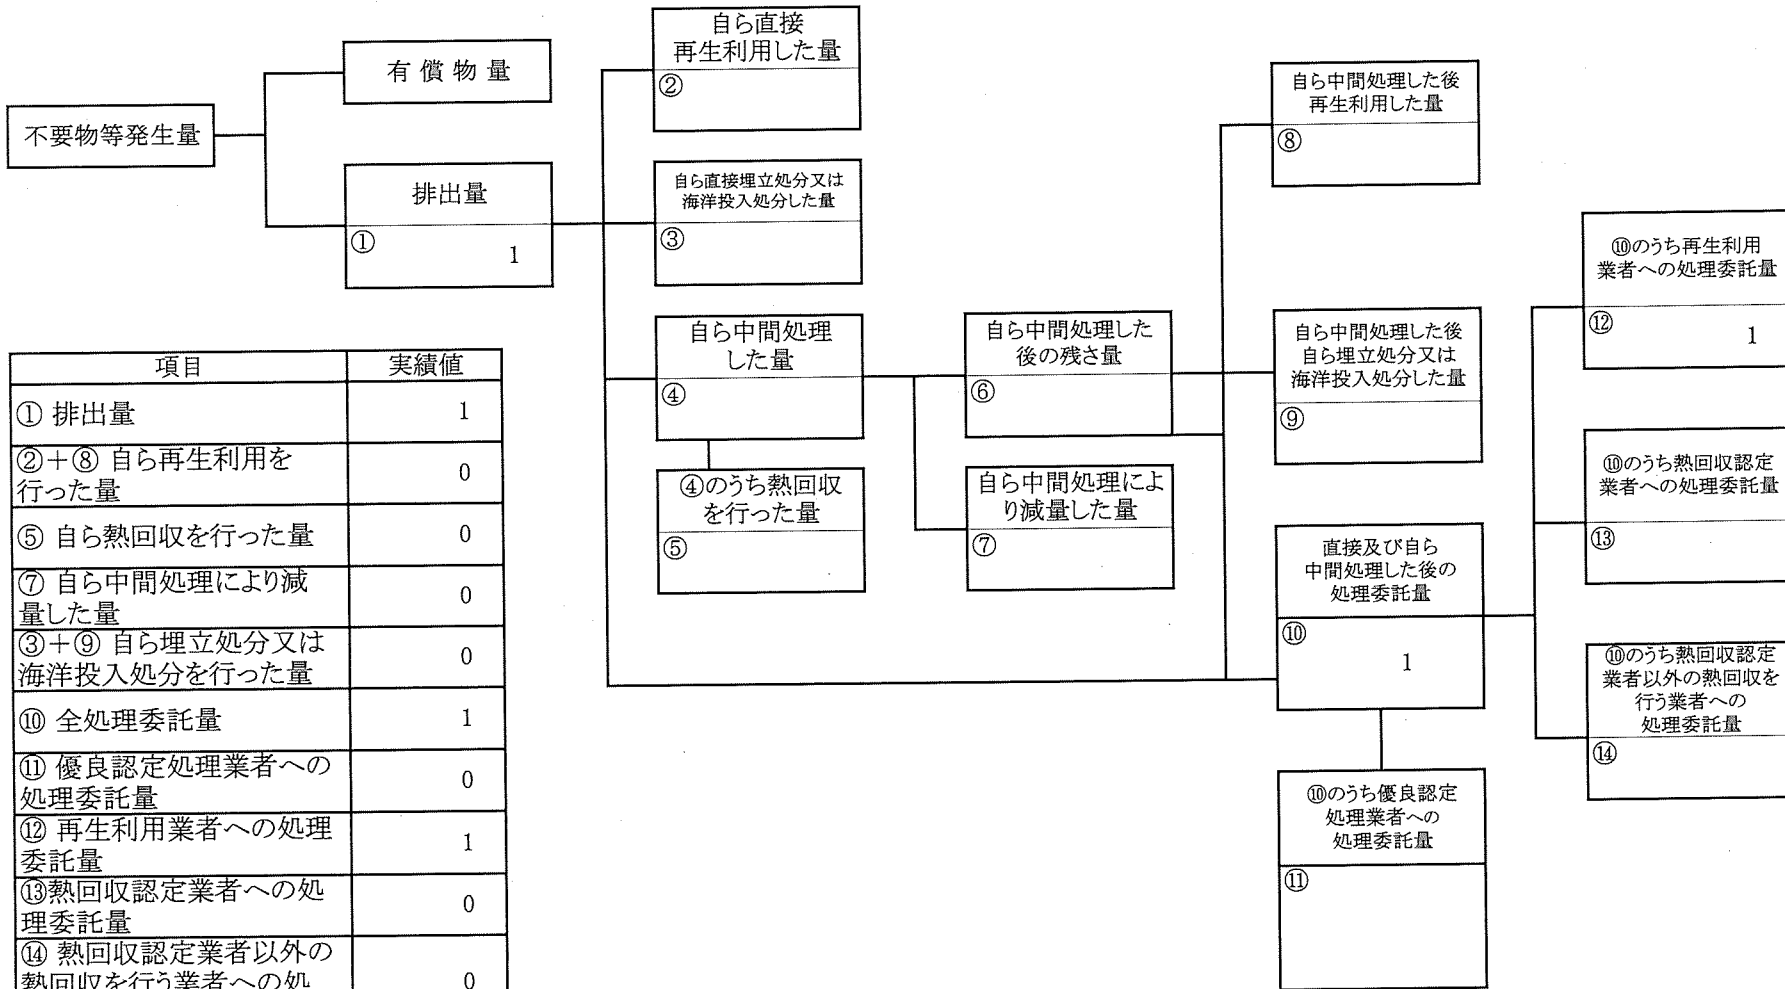 不要物等発生量
有償物量
排出量
①
1
自ら直接
再生利用した量
②
自ら直接埋立処分又は
海洋投入処分した量
③
自ら中間処理
した量
④
④のうち熱回収
を行った量
⑤
自ら中間処理した
後の残さ量
⑥
自ら中間処理によ
り減量した量
⑦
自ら中間処理した後
再生利用した量
⑧
自ら中間処理した後
自ら埋立処分又は
海洋投入処分した量
⑨
直接及び自ら
中間処理した後の
処理委託量
⑩
1
⑩のうち優良認定
処理業者への
処理委託量
⑪
⑩のうち再生利用
業者への処理委託量
⑫
1
⑩のうち熱回収認定
業者への処理委託量
⑬
⑩のうち熱回収認定
業者以外の熱回収を
行う業者への
処理委託量
⑭
項目 実績値
① 排出量 1
②+⑧ 自ら再生利用を
行った量 0
⑤ 自ら熱回収を行った量 0
⑦ 自ら中間処理により減
量した量 0
③+⑨ 自ら埋立処分又は
海洋投入処分を行った量 0
⑩ 全処理委託量 1
⑪ 優良認定処理業者への
処理委託量 0
⑫ 再生利用業者への処理
委託量 1
⑬熱回収認定業者への処
理委託量 0
⑭ 熱回収認定業者以外の
熱回収を行う業者への処 0